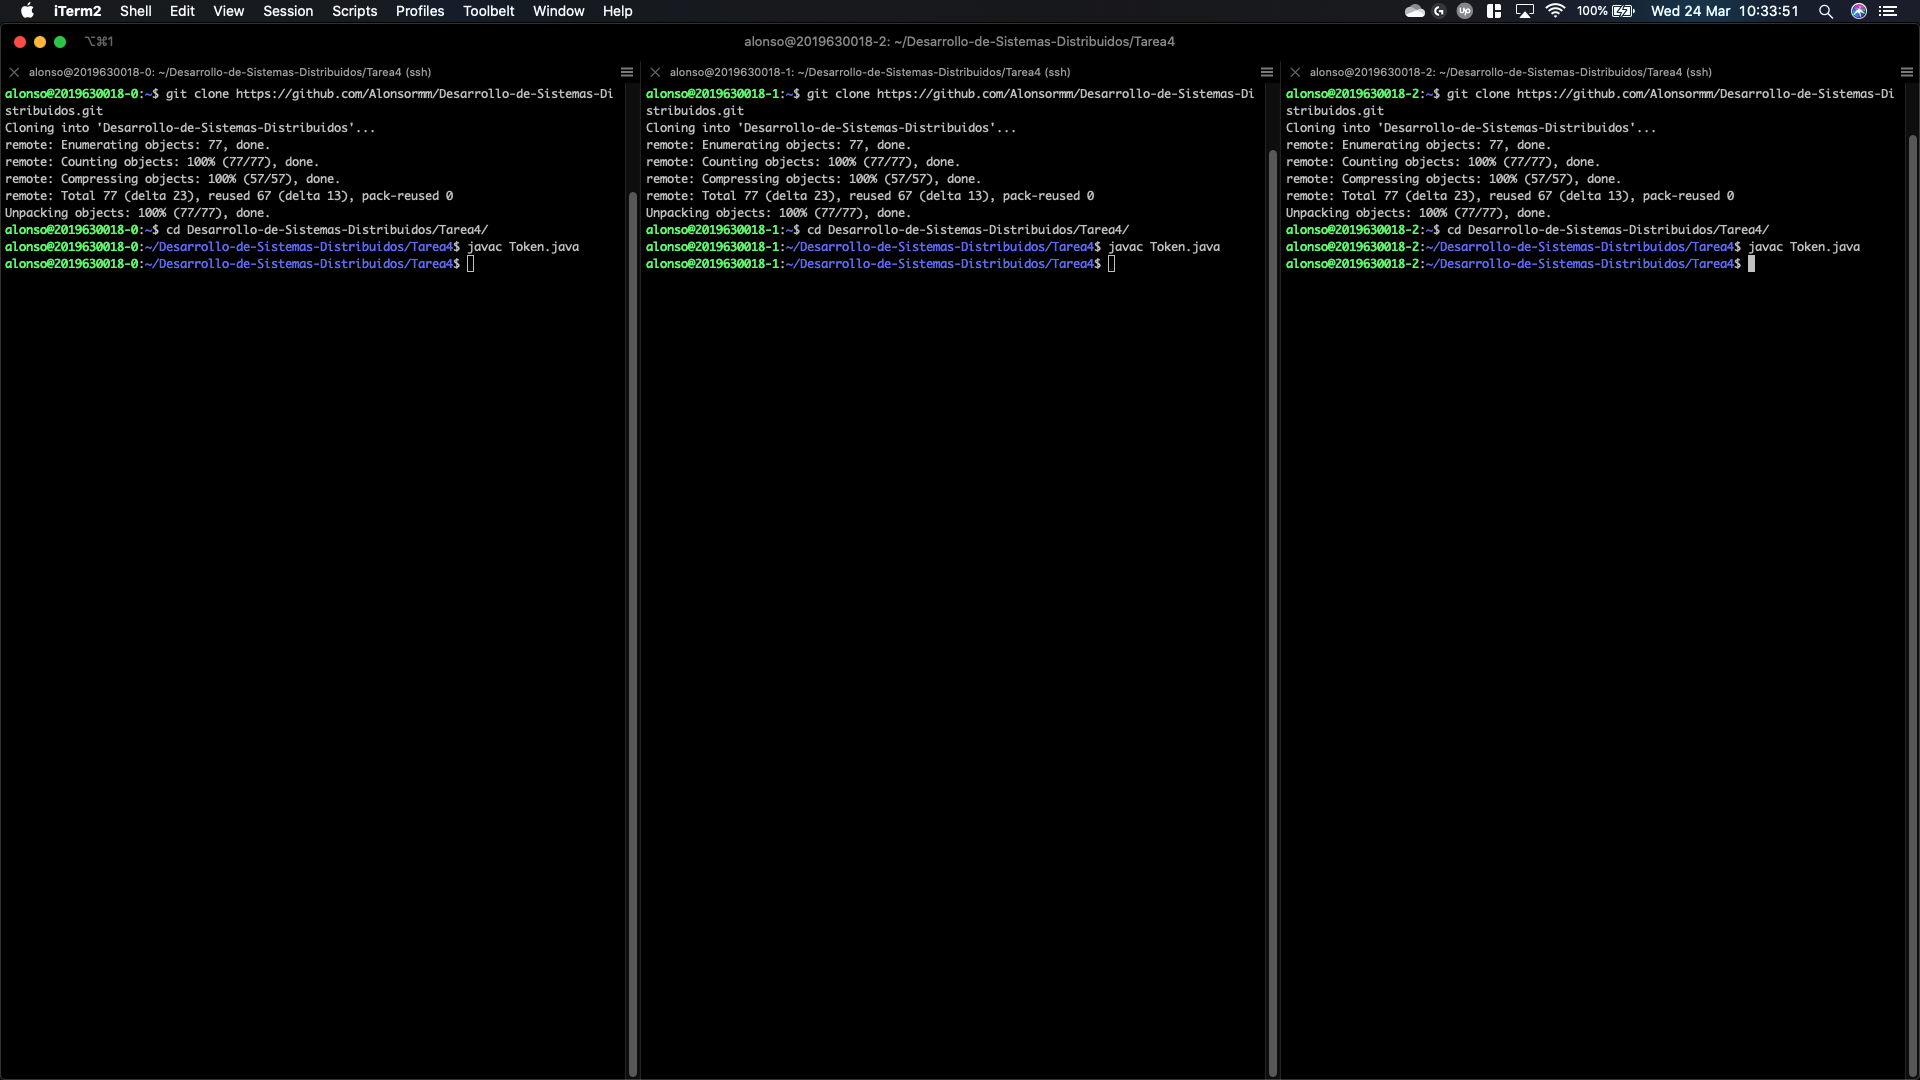 iTerm2 Shell Edit View Session Scripts Profiles Toolbelt Window Help 100% Wed 24 Mar 10:33:51
⌥⌘1 alonso@2019630018-2: ~/Desarrollo-de-Sistemas-Distribuidos/Tarea4
alonso@2019630018-0: ~/Desarrollo-de-Sistemas-Distribuidos/Tarea4 (ssh)
alonso@2019630018-0:~$ git clone https://github.com/Alonsormm/Desarrollo-de-Sistemas-Di
stribuidos.git
Cloning into 'Desarrollo-de-Sistemas-Distribuidos'...
remote: Enumerating objects: 77, done.
remote: Counting objects: 100% (77/77), done.
remote: Compressing objects: 100% (57/57), done.
remote: Total 77 (delta 23), reused 67 (delta 13), pack-reused 0
Unpacking objects: 100% (77/77), done.
alonso@2019630018-0:~$ cd Desarrollo-de-Sistemas-Distribuidos/Tarea4/
alonso@2019630018-0:~/Desarrollo-de-Sistemas-Distribuidos/Tarea4$ javac Token.java
alonso@2019630018-0:~/Desarrollo-de-Sistemas-Distribuidos/Tarea4$
alonso@2019630018-1: ~/Desarrollo-de-Sistemas-Distribuidos/Tarea4 (ssh)
alonso@2019630018-1:~$ git clone https://github.com/Alonsormm/Desarrollo-de-Sistemas-Di
stribuidos.git
Cloning into 'Desarrollo-de-Sistemas-Distribuidos'...
remote: Enumerating objects: 77, done.
remote: Counting objects: 100% (77/77), done.
remote: Compressing objects: 100% (57/57), done.
remote: Total 77 (delta 23), reused 67 (delta 13), pack-reused 0
Unpacking objects: 100% (77/77), done.
alonso@2019630018-1:~$ cd Desarrollo-de-Sistemas-Distribuidos/Tarea4/
alonso@2019630018-1:~/Desarrollo-de-Sistemas-Distribuidos/Tarea4$ javac Token.java
alonso@2019630018-1:~/Desarrollo-de-Sistemas-Distribuidos/Tarea4$
alonso@2019630018-2: ~/Desarrollo-de-Sistemas-Distribuidos/Tarea4 (ssh)
alonso@2019630018-2:~$ git clone https://github.com/Alonsormm/Desarrollo-de-Sistemas-Di
stribuidos.git
Cloning into 'Desarrollo-de-Sistemas-Distribuidos'...
remote: Enumerating objects: 77, done.
remote: Counting objects: 100% (77/77), done.
remote: Compressing objects: 100% (57/57), done.
remote: Total 77 (delta 23), reused 67 (delta 13), pack-reused 0
Unpacking objects: 100% (77/77), done.
alonso@2019630018-2:~$ cd Desarrollo-de-Sistemas-Distribuidos/Tarea4/
alonso@2019630018-2:~/Desarrollo-de-Sistemas-Distribuidos/Tarea4$ javac Token.java
alonso@2019630018-2:~/Desarrollo-de-Sistemas-Distribuidos/Tarea4$